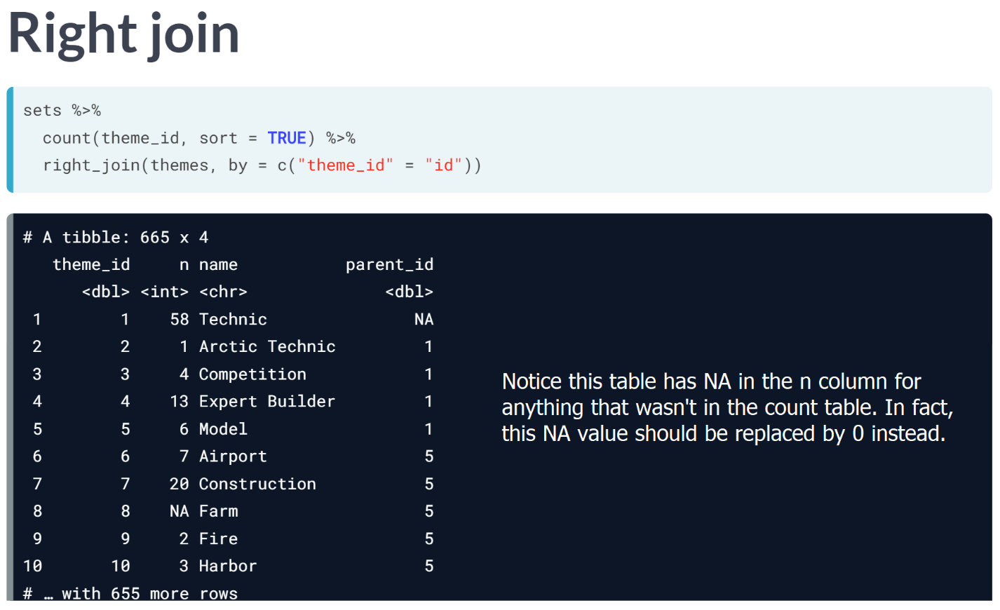 Right join
sets %>%
  count(theme_id, sort = TRUE) %>%
  right_join(themes, by = c("theme_id" = "id"))
# A tibble: 665 x 4
   theme_id     n name           parent_id
      <dbl> <int> <chr>              <dbl>
 1        1    58 Technic               NA
 2        2     1 Arctic Technic         1
 3        3     4 Competition            1
 4        4    13 Expert Builder         1
 5        5     6 Model                  1
 6        6     7 Airport                5
 7        7    20 Construction           5
 8        8    NA Farm                   5
 9        9     2 Fire                   5
10       10     3 Harbor                 5
# … with 655 more rows
Notice this table has NA in the n column for
anything that wasn't in the count table. In fact,
this NA value should be replaced by 0 instead.